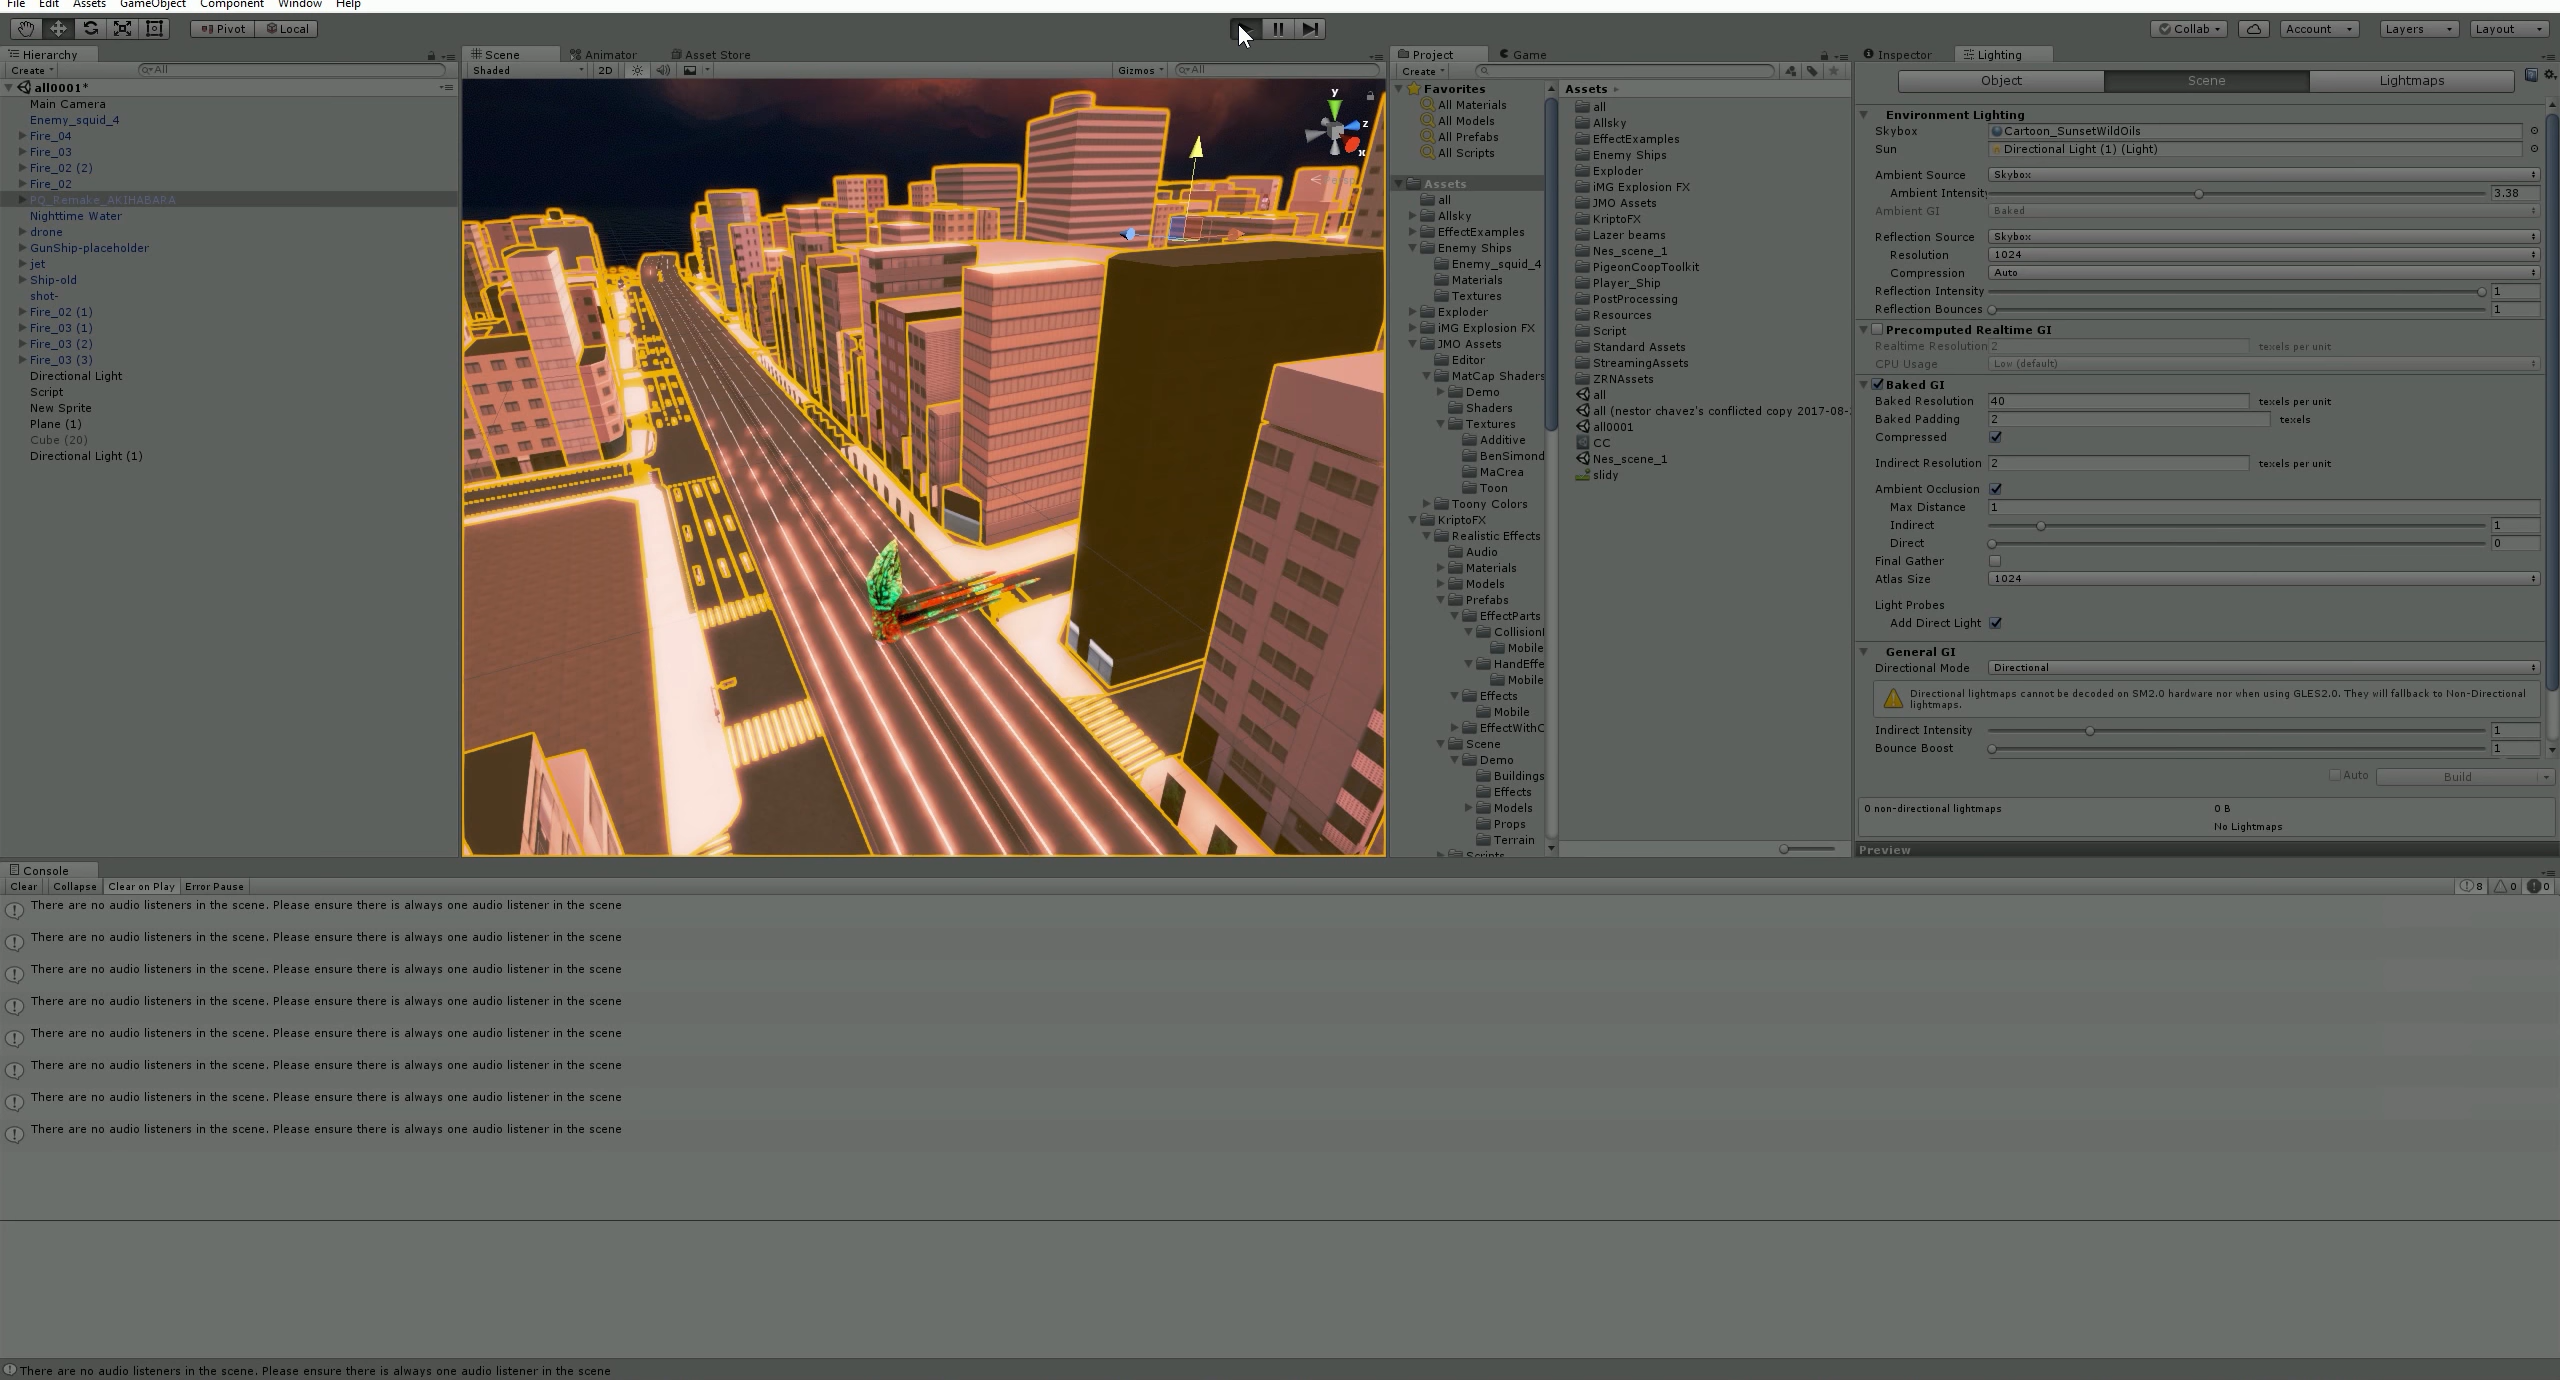 File Edit Assets GameObject Component Window Help
Pivot Local
Collab Account Layers Layout
Hierarchy
Create All
all0001*
Main Camera
Enemy_squid_4
Fire_04
Fire_03
Fire_02 (2)
Fire_02
PQ_Remake_AKIHABARA
Nighttime Water
drone
GunShip-placeholder
jet
Ship-old
shot-
Fire_02 (1)
Fire_03 (1)
Fire_03 (2)
Fire_03 (3)
Directional Light
Script
New Sprite
Plane (1)
Cube (20)
Directional Light (1)
Scene Animator Asset Store
Shaded 2D Gizmos All
y
z
x
Project Game
Create
Favorites
All Materials
All Models
All Prefabs
All Scripts
Assets
all
Allsky
EffectExamples
Enemy Ships
Enemy_squid_4
Materials
Textures
Exploder
iMG Explosion FX
JMO Assets
Editor
MatCap Shaders
Demo
Shaders
Textures
Additive
BenSimond
MaCrea
Toon
Toony Colors
KriptoFX
Realistic Effects
Audio
Materials
Models
Prefabs
EffectParts
Collision
Mobile
HandEffe
Mobile
Effects
Mobile
EffectWithC
Scene
Demo
Buildings
Effects
Models
Props
Terrain
Scripts
Assets
all
Allsky
EffectExamples
Enemy Ships
Exploder
iMG Explosion FX
JMO Assets
KriptoFX
Lazer beams
Nes_scene_1
PigeonCoopToolkit
Player_Ship
PostProcessing
Resources
Script
Standard Assets
StreamingAssets
ZRNAssets
all
all (nestor chavez's conflicted copy 2017-08-
all0001
CC
Nes_scene_1
slidy
Inspector Lighting
Object Scene Lightmaps
Environment Lighting
Skybox Cartoon_SunsetWildOils
Sun Directional Light (1) (Light)
Ambient Source Skybox
Ambient Intensit 3.38
Ambient GI Baked
Reflection Source Skybox
Resolution 1024
Compression Auto
Reflection Intensity 1
Reflection Bounces 1
Precomputed Realtime GI
Realtime Resolution 2 texels per unit
CPU Usage Low (default)
Baked GI
Baked Resolution 40 texels per unit
Baked Padding 2 texels
Compressed
Indirect Resolution 2 texels per unit
Ambient Occlusion
Max Distance 1
Indirect 1
Direct 0
Final Gather
Atlas Size 1024
Light Probes
Add Direct Light
General GI
Directional Mode Directional
Directional lightmaps cannot be decoded on SM2.0 hardware nor when using GLES2.0. They will fallback to Non-Directional
lightmaps.
Indirect Intensity 1
Bounce Boost 1
Auto Build
0 non-directional lightmaps 0 B
No Lightmaps
Preview
Console
Clear Collapse Clear on Play Error Pause 8 0 0
There are no audio listeners in the scene. Please ensure there is always one audio listener in the scene
There are no audio listeners in the scene. Please ensure there is always one audio listener in the scene
There are no audio listeners in the scene. Please ensure there is always one audio listener in the scene
There are no audio listeners in the scene. Please ensure there is always one audio listener in the scene
There are no audio listeners in the scene. Please ensure there is always one audio listener in the scene
There are no audio listeners in the scene. Please ensure there is always one audio listener in the scene
There are no audio listeners in the scene. Please ensure there is always one audio listener in the scene
There are no audio listeners in the scene. Please ensure there is always one audio listener in the scene
There are no audio listeners in the scene. Please ensure there is always one audio listener in the scene